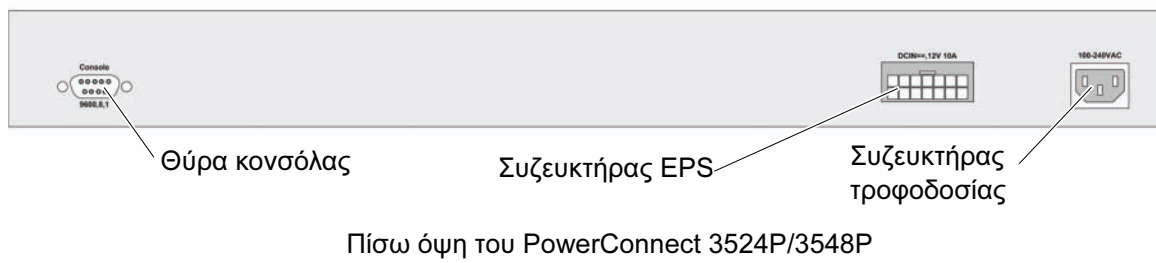 Console
9600,8,1
DCIN==,12V 10A
100-240VAC
Θύρα κονσόλας
Συζευκτήρας EPS
Συζευκτήρας
τροφοδοσίας
Πίσω όψη του PowerConnect 3524P/3548P